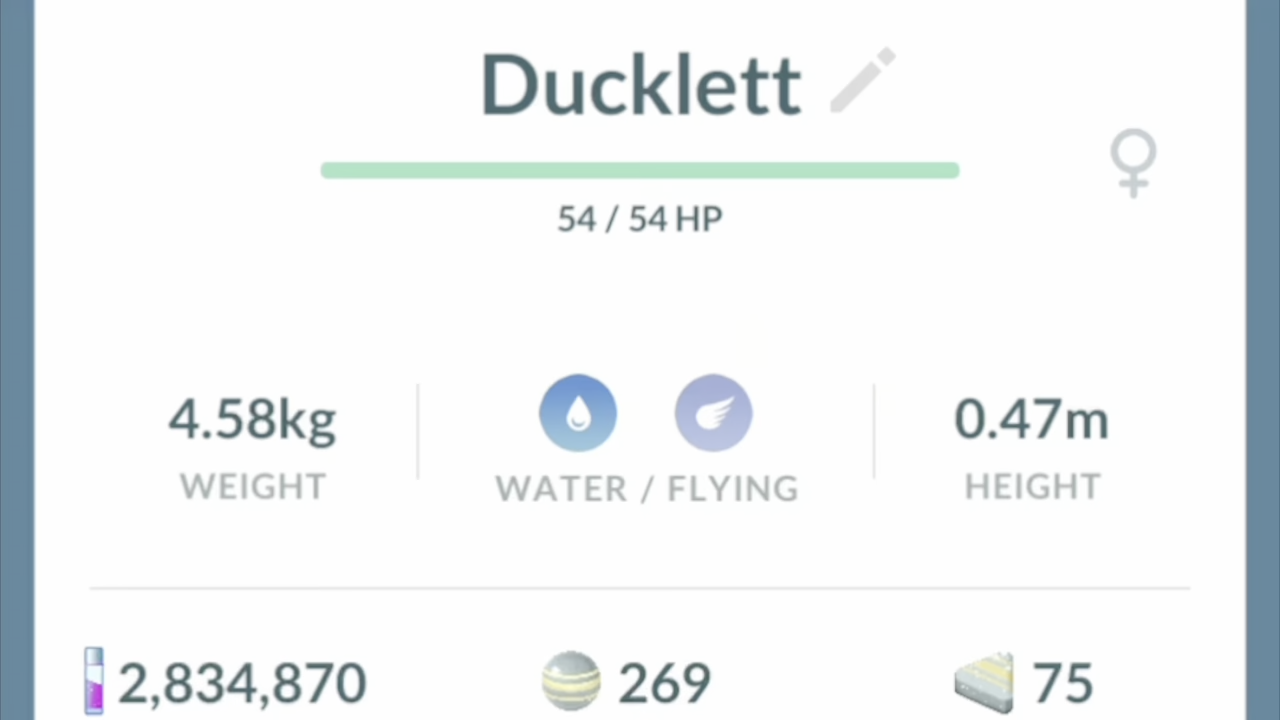 Ducklett
54 / 54 HP
4.58kg
WEIGHT
WATER / FLYING
0.47m
HEIGHT
2,834,870
269
75